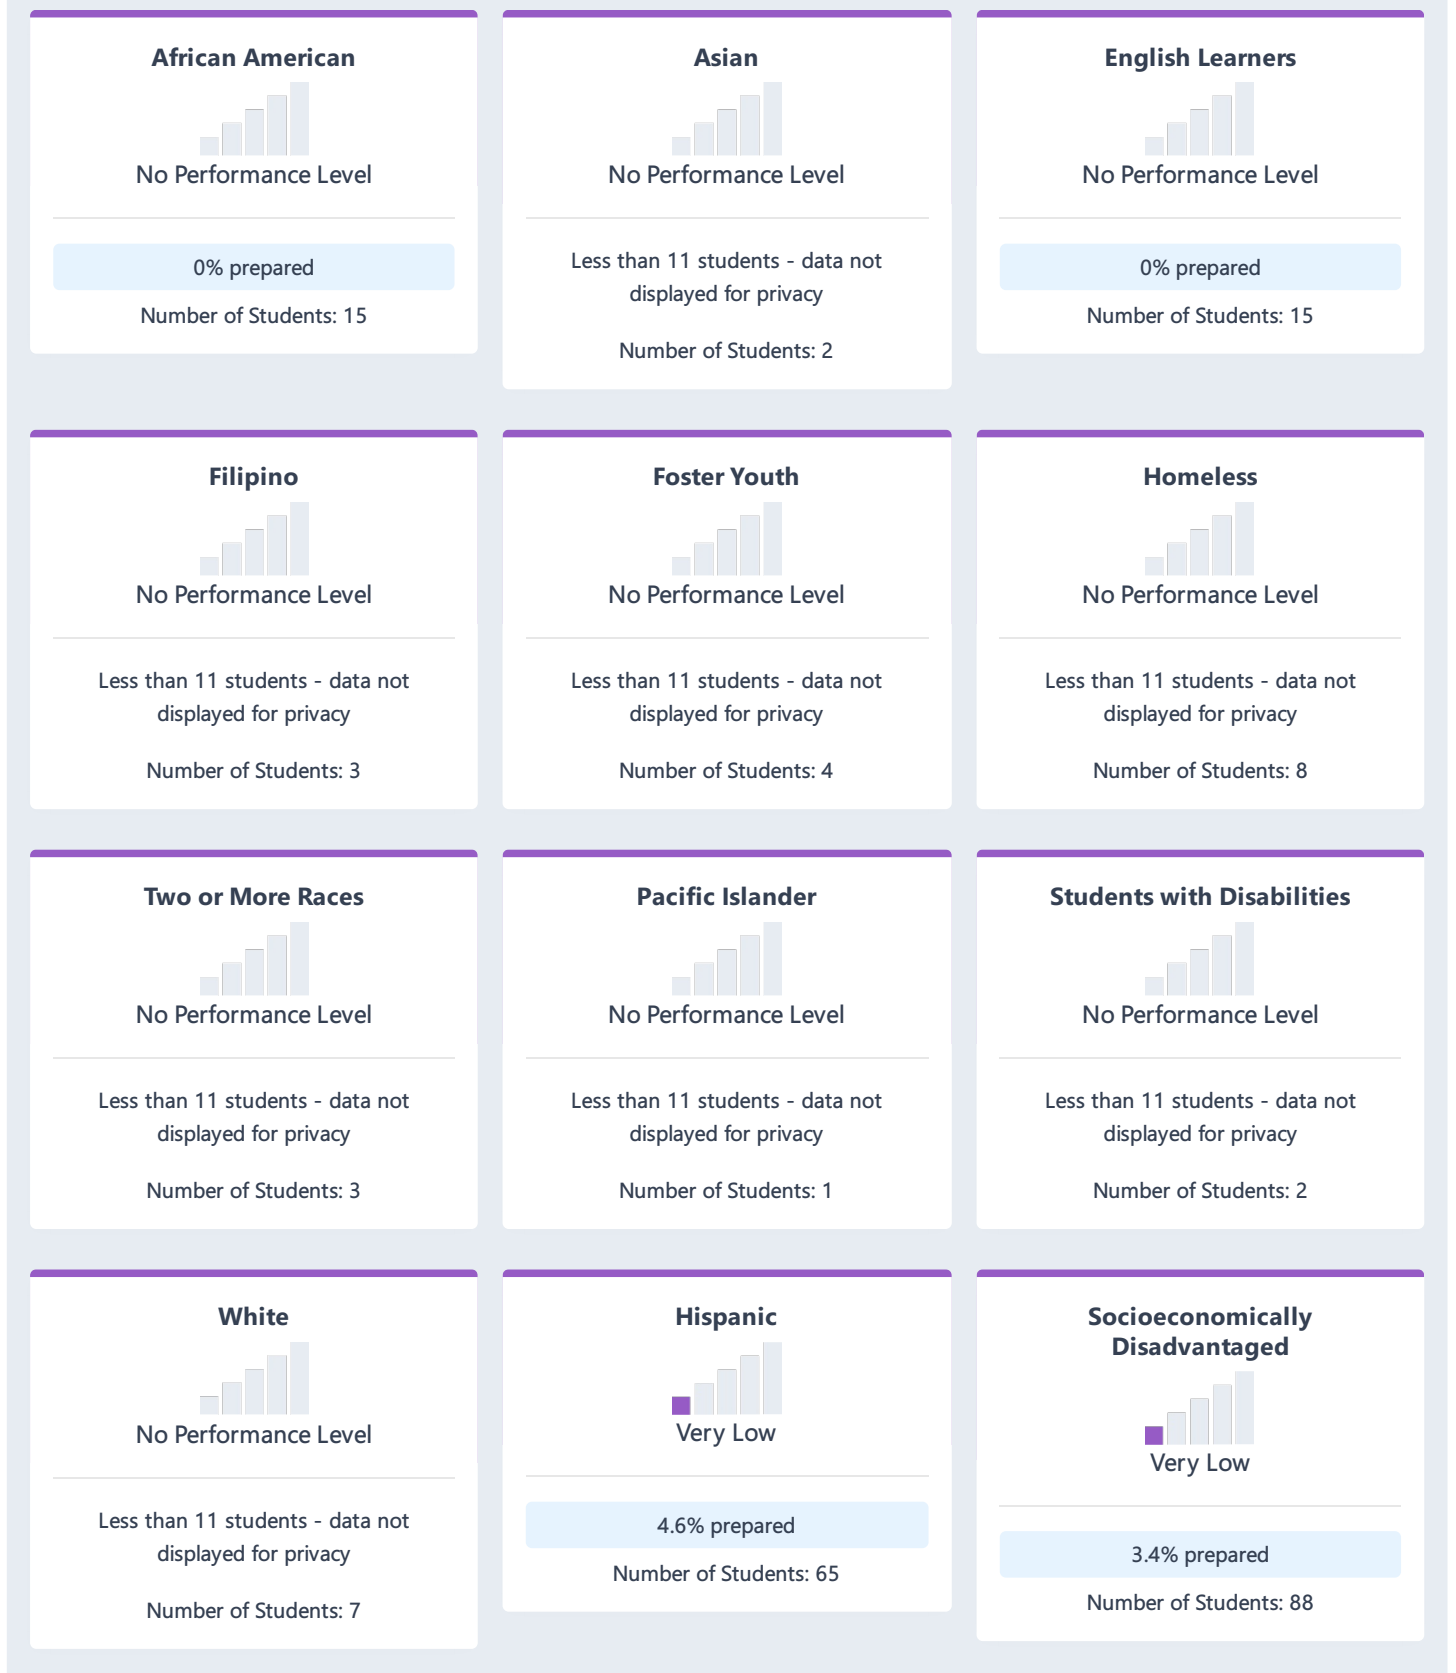 African American
No Performance Level
0% prepared
Number of Students: 15
Asian
No Performance Level
Less than 11 students - data not
displayed for privacy
Number of Students: 2
English Learners
No Performance Level
0% prepared
Number of Students: 15
Filipino
No Performance Level
Less than 11 students - data not
displayed for privacy
Number of Students: 3
Foster Youth
No Performance Level
Less than 11 students - data not
displayed for privacy
Number of Students: 4
Homeless
No Performance Level
Less than 11 students - data not
displayed for privacy
Number of Students: 8
Two or More Races
No Performance Level
Less than 11 students - data not
displayed for privacy
Number of Students: 3
Pacific Islander
No Performance Level
Less than 11 students - data not
displayed for privacy
Number of Students: 1
Students with Disabilities
No Performance Level
Less than 11 students - data not
displayed for privacy
Number of Students: 2
White
No Performance Level
Less than 11 students - data not
displayed for privacy
Number of Students: 7
Hispanic
Very Low
4.6% prepared
Number of Students: 65
Socioeconomically
Disadvantaged
Very Low
3.4% prepared
Number of Students: 88